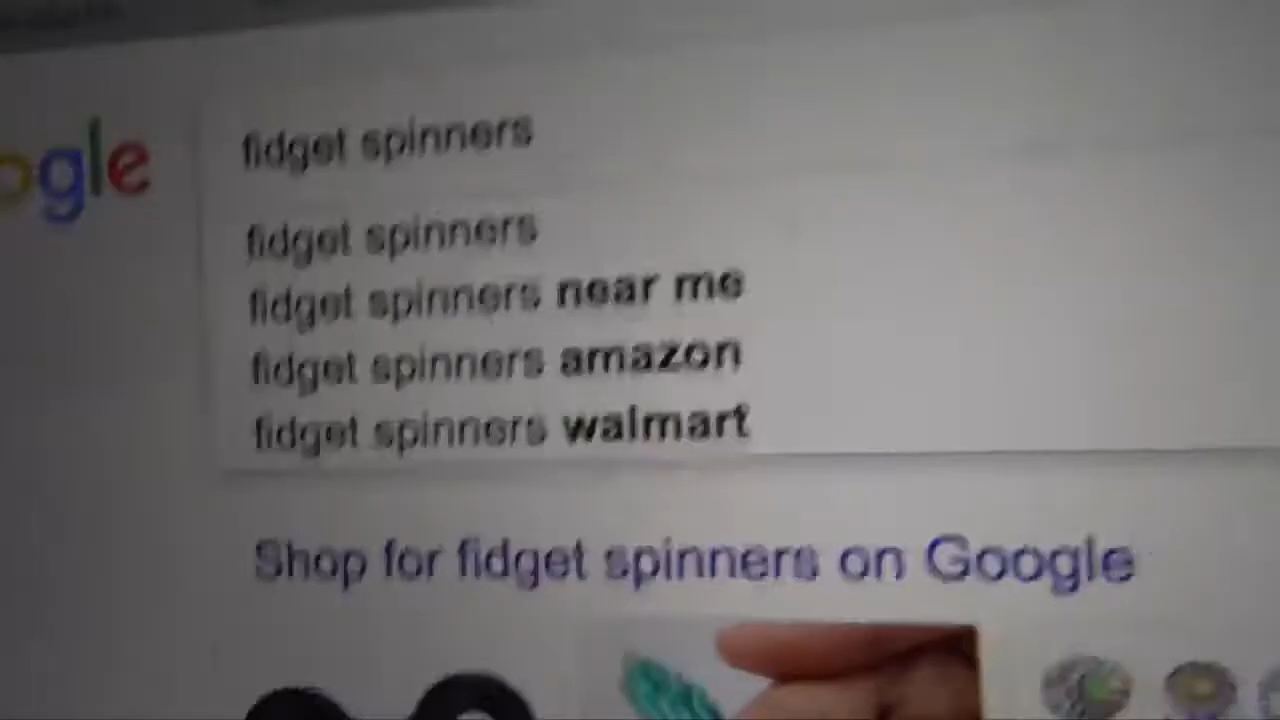 ogle
fidget spinners
fidget spinners
fidget spinners near me
fidget spinners amazon
fidget spinners walmart
Shop for fidget spinners on Google